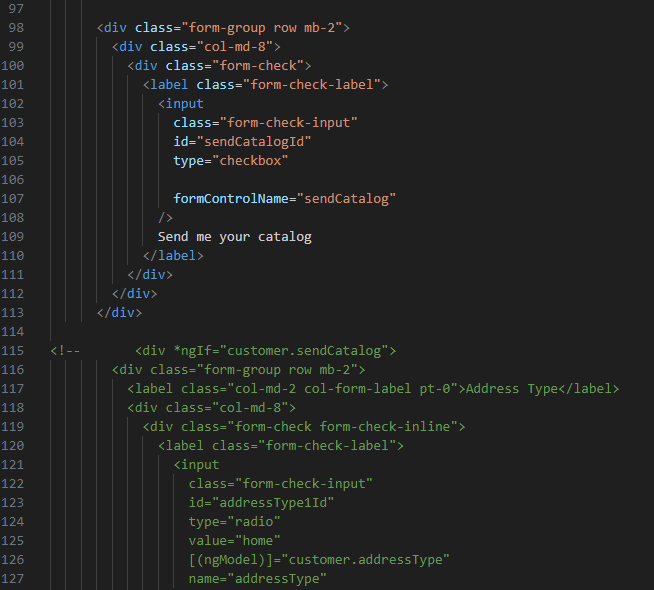 97
98 <div class="form-group row mb-2">
99 <div class="col-md-8">
100 <div class="form-check">
101 <label class="form-check-label">
102 <input
103 class="form-check-input"
104 id="sendCatalogId"
105 type="checkbox"
106
107 formControlName="sendCatalog"
108 />
109 Send me your catalog
110 </label>
111 </div>
112 </div>
113 </div>
114
115 <!-- <div *ngIf="customer.sendCatalog">
116 <div class="form-group row mb-2">
117 <label class="col-md-2 col-form-label pt-0">Address Type</label>
118 <div class="col-md-8">
119 <div class="form-check form-check-inline">
120 <label class="form-check-label">
121 <input
122 class="form-check-input"
123 id="addressType1Id"
124 type="radio"
125 value="home"
126 [(ngModel)]="customer.addressType"
127 name="addressType"